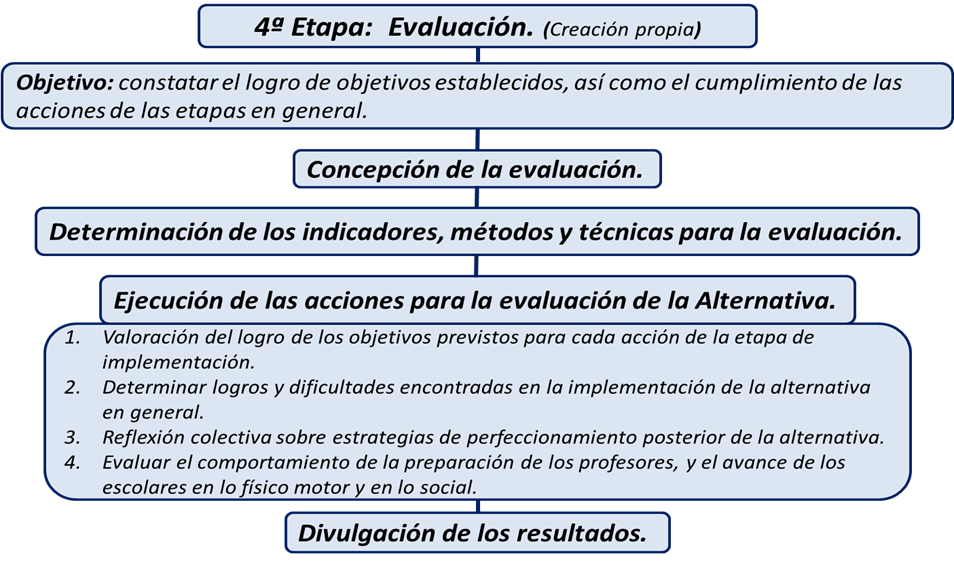 4ª Etapa: Evaluación. (Creación propia)
Objetivo: constatar el logro de objetivos establecidos, así como el cumplimiento de las
acciones de las etapas en general.
Concepción de la evaluación.
Determinación de los indicadores, métodos y técnicas para la evaluación.
Ejecución de las acciones para la evaluación de la Alternativa.
1. Valoración del logro de los objetivos previstos para cada acción de la etapa de
implementación.
2. Determinar logros y dificultades encontradas en la implementación de la alternativa
en general.
3. Reflexión colectiva sobre estrategias de perfeccionamiento posterior de la alternativa.
4. Evaluar el comportamiento de la preparación de los profesores, y el avance de los
escolares en lo físico motor y en lo social.
Divulgación de los resultados.